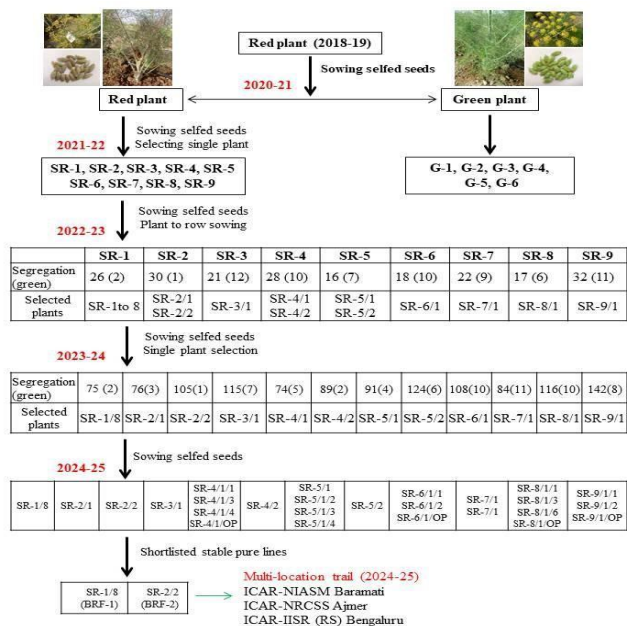 Red plant (2018-19)
Sowing selfed seeds
2020-21
Red plant
Green plant
2021-22
Sowing selfed seeds
Selecting single plant
SR-1, SR-2, SR-3, SR-4, SR-5
SR-6, SR-7, SR-8, SR-9
G-1, G-2, G-3, G-4,
G-5, G-6
Sowing selfed seeds
Plant to row sowing
2022-23
SR-1 SR-2 SR-3 SR-4 SR-5 SR-6 SR-7 SR-8 SR-9
Segregation (green) 26 (2) 30 (1) 21 (12) 28 (10) 16 (7) 18 (10) 22 (9) 17 (6) 32 (11)
Selected plants SR-1to 8 SR-2/1 SR-2/2 SR-3/1 SR-4/1 SR-4/2 SR-5/1 SR-5/2 SR-6/1 SR-7/1 SR-8/1 SR-9/1
Sowing selfed seeds
Single plant selection
2023-24
Segregation (green) 75 (2) 76(3) 105(1) 115(7) 74(5) 89(2) 91(4) 124(6) 108(10) 84(11) 116(10) 142(8)
Selected plants SR-1/8 SR-2/1 SR-2/2 SR-3/1 SR-4/1 SR-4/2 SR-5/1 SR-5/2 SR-6/1 SR-7/1 SR-8/1 SR-9/1
Sowing selfed seeds
2024-25
SR-1/8 SR-2/1 SR-2/2 SR-3/1 SR-4/1/1 SR-4/1/3 SR-4/1/4 SR-4/1/OP SR-4/2 SR-5/1 SR-5/1/2 SR-5/1/3 SR-5/1/4 SR-5/2 SR-6/1/1 SR-6/1/2 SR-6/1/OP SR-7/1 SR-7/1 SR-8/1/1 SR-8/1/3 SR-8/1/6 SR-8/1/OP SR-9/1/1 SR-9/1/2 SR-9/1/OP
Shortlisted stable pure lines
SR-1/8 (BRF-1) SR-2/2 (BRF-2)
Multi-location trail (2024-25)
ICAR-NIASM Baramati
ICAR-NRCSS Ajmer
ICAR-IISR (RS) Bengaluru